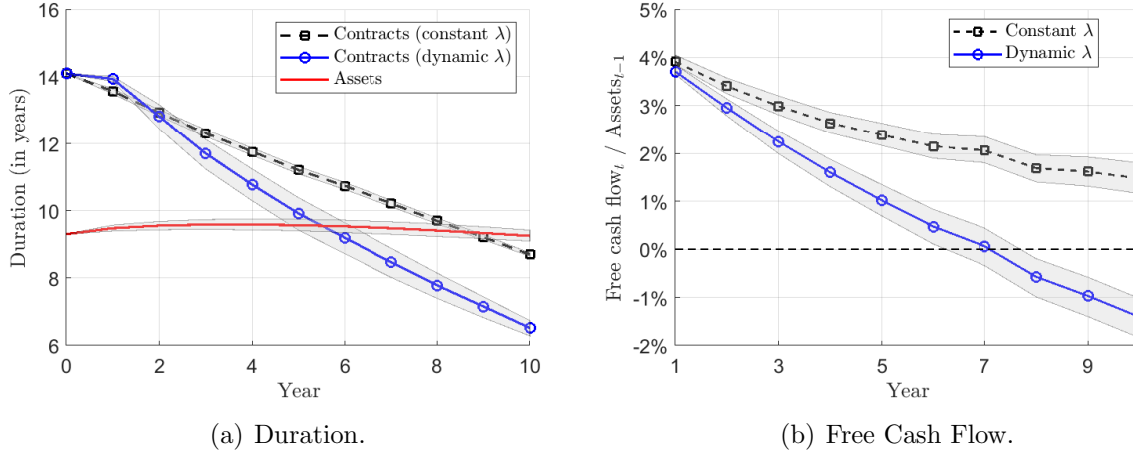 Duration (in years)
16
14
12
10
8
6
0
2
4
6
8
10
Year
Contracts (constant λ)
Contracts (dynamic λ)
Assets
(a) Duration.
Free cash flow_t / Assets_{t−1}
5%
4%
3%
2%
1%
0%
-1%
-2%
1
3
5
7
9
Year
Constant λ
Dynamic λ
(b) Free Cash Flow.